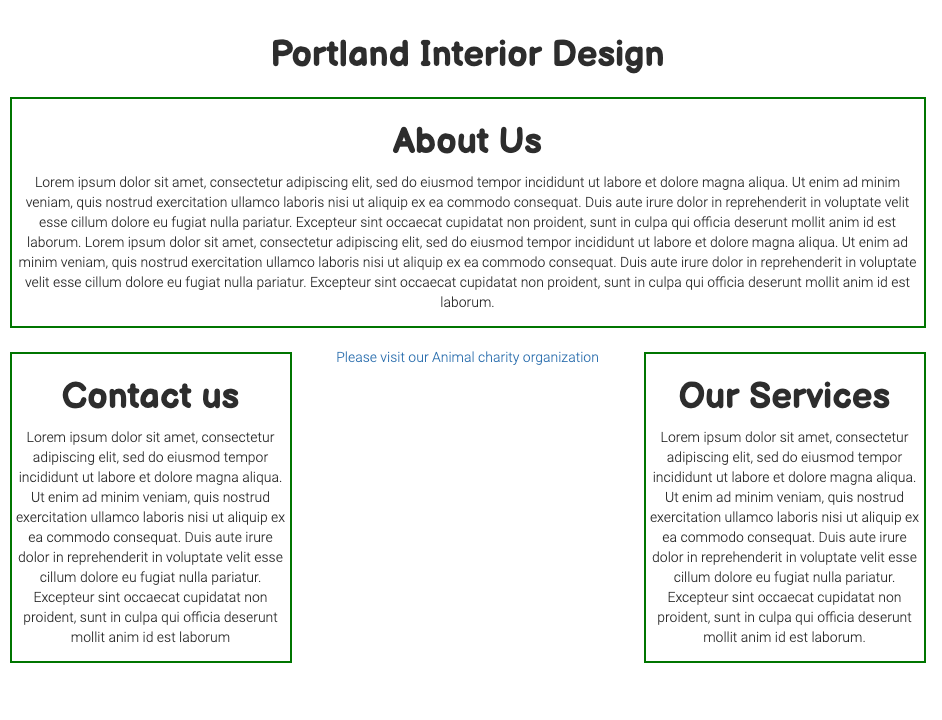 Portland Interior Design
About Us
Lorem ipsum dolor sit amet, consectetur adipiscing elit, sed do eiusmod tempor incididunt ut labore et dolore magna aliqua. Ut enim ad minim
veniam, quis nostrud exercitation ullamco laboris nisi ut aliquip ex ea commodo consequat. Duis aute irure dolor in reprehenderit in voluptate velit
esse cillum dolore eu fugiat nulla pariatur. Excepteur sint occaecat cupidatat non proident, sunt in culpa qui officia deserunt mollit anim id est
laborum. Lorem ipsum dolor sit amet, consectetur adipiscing elit, sed do eiusmod tempor incididunt ut labore et dolore magna aliqua. Ut enim ad
minim veniam, quis nostrud exercitation ullamco laboris nisi ut aliquip ex ea commodo consequat. Duis aute irure dolor in reprehenderit in voluptate
velit esse cillum dolore eu fugiat nulla pariatur. Excepteur sint occaecat cupidatat non proident, sunt in culpa qui officia deserunt mollit anim id est
laborum.
Contact us
Lorem ipsum dolor sit amet, consectetur
adipiscing elit, sed do eiusmod tempor
incididunt ut labore et dolore magna aliqua.
Ut enim ad minim veniam, quis nostrud
exercitation ullamco laboris nisi ut aliquip ex
ea commodo consequat. Duis aute irure
dolor in reprehenderit in voluptate velit esse
cillum dolore eu fugiat nulla pariatur.
Excepteur sint occaecat cupidatat non
proident, sunt in culpa qui officia deserunt
mollit anim id est laborum
Please visit our Animal charity organization
Our Services
Lorem ipsum dolor sit amet, consectetur
adipiscing elit, sed do eiusmod tempor
incididunt ut labore et dolore magna aliqua.
Ut enim ad minim veniam, quis nostrud
exercitation ullamco laboris nisi ut aliquip ex
ea commodo consequat. Duis aute irure
dolor in reprehenderit in voluptate velit esse
cillum dolore eu fugiat nulla pariatur.
Excepteur sint occaecat cupidatat non
proident, sunt in culpa qui officia deserunt
mollit anim id est laborum.